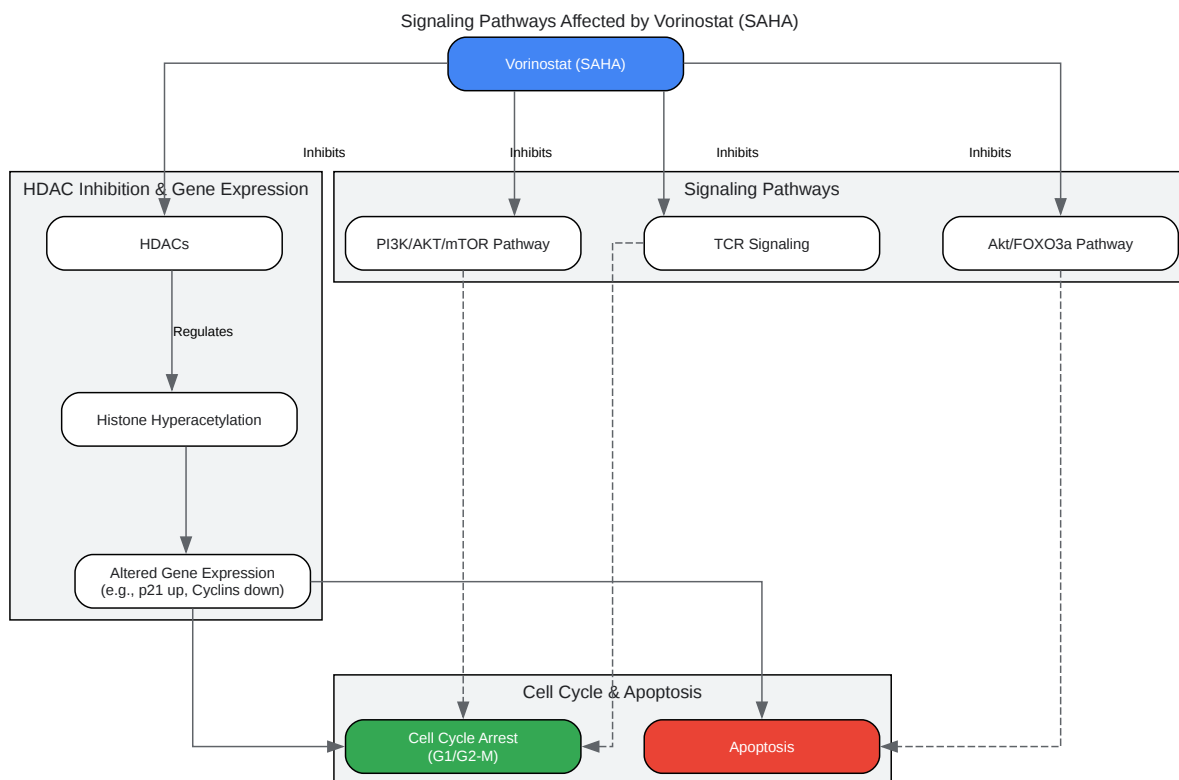 Signaling Pathways Affected by Vorinostat (SAHA)
Vorinostat (SAHA)
Inhibits
Inhibits
Inhibits
Inhibits
HDAC Inhibition & Gene Expression
Signaling Pathways
HDACs
PI3K/AKT/mTOR Pathway
TCR Signaling
Akt/FOXO3a Pathway
Regulates
Histone Hyperacetylation
Altered Gene Expression
(e.g., p21 up, Cyclins down)
Cell Cycle & Apoptosis
Cell Cycle Arrest
(G1/G2-M)
Apoptosis